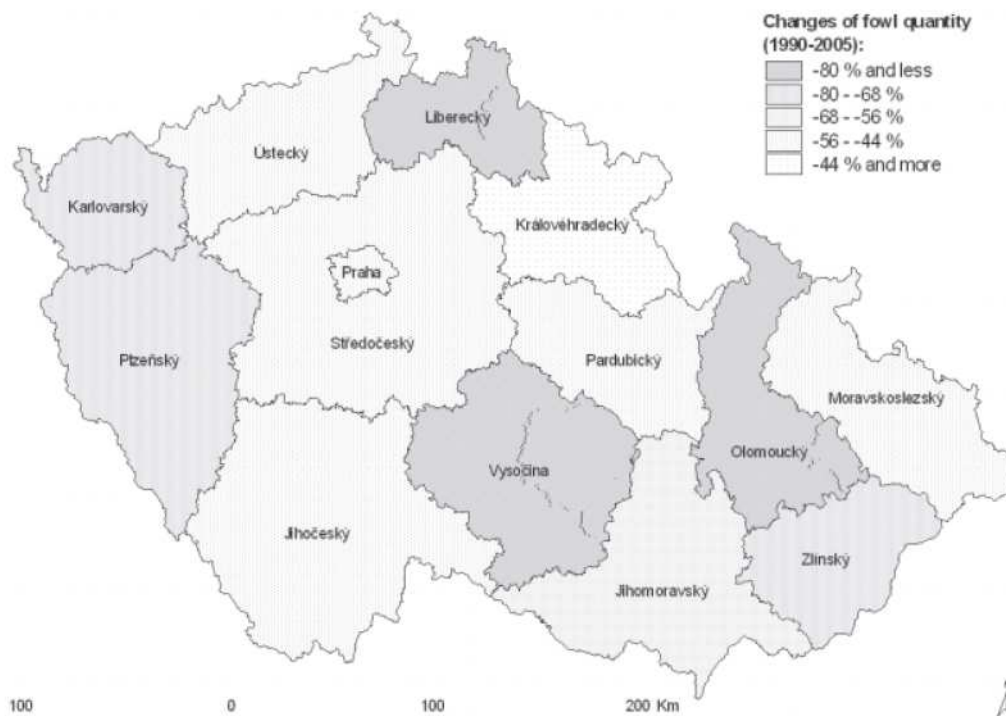 Changes of fowl quantity
(1990-2005):
-80 % and less
-80 - -68 %
-68 - -56 %
-56 - -44 %
-44 % and more
Liberecký
Ústecký
Karlovarský
Královéhradecký
Praha
Středočeský
Plzeňský
Pardubický
Moravskoslezský
Olomoucký
Vysočina
Jihočeský
Zlínský
Jihomoravský
100 0 100 200 Km